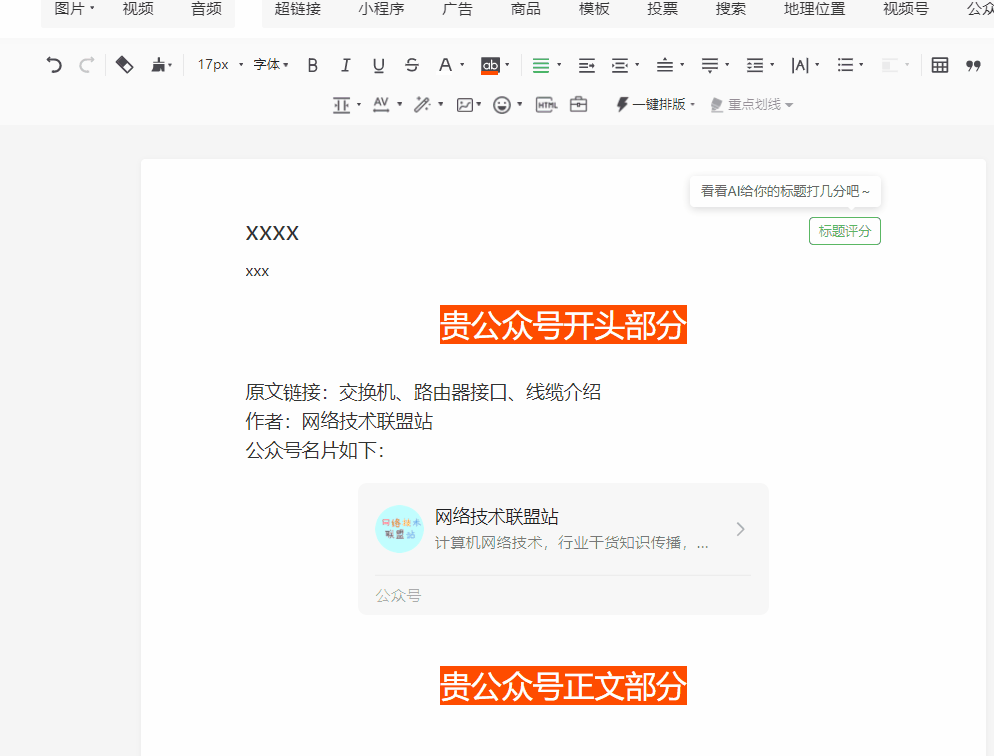 图片 视频 音频 超链接 小程序 广告 商品 模板 投票 搜索 地理位置 视频号 公众
17px 字体 B I U S A ab |A|
AV HTML 一键排版 重点划线
看看AI给你的标题打几分吧~
xxxx
标题评分
xxx
贵公众号开头部分
原文链接：交换机、路由器接口、线缆介绍
作者：网络技术联盟站
公众号名片如下：
网络技术
联盟站
网络技术联盟站
计算机网络技术，行业干货知识传播，...
公众号
贵公众号正文部分